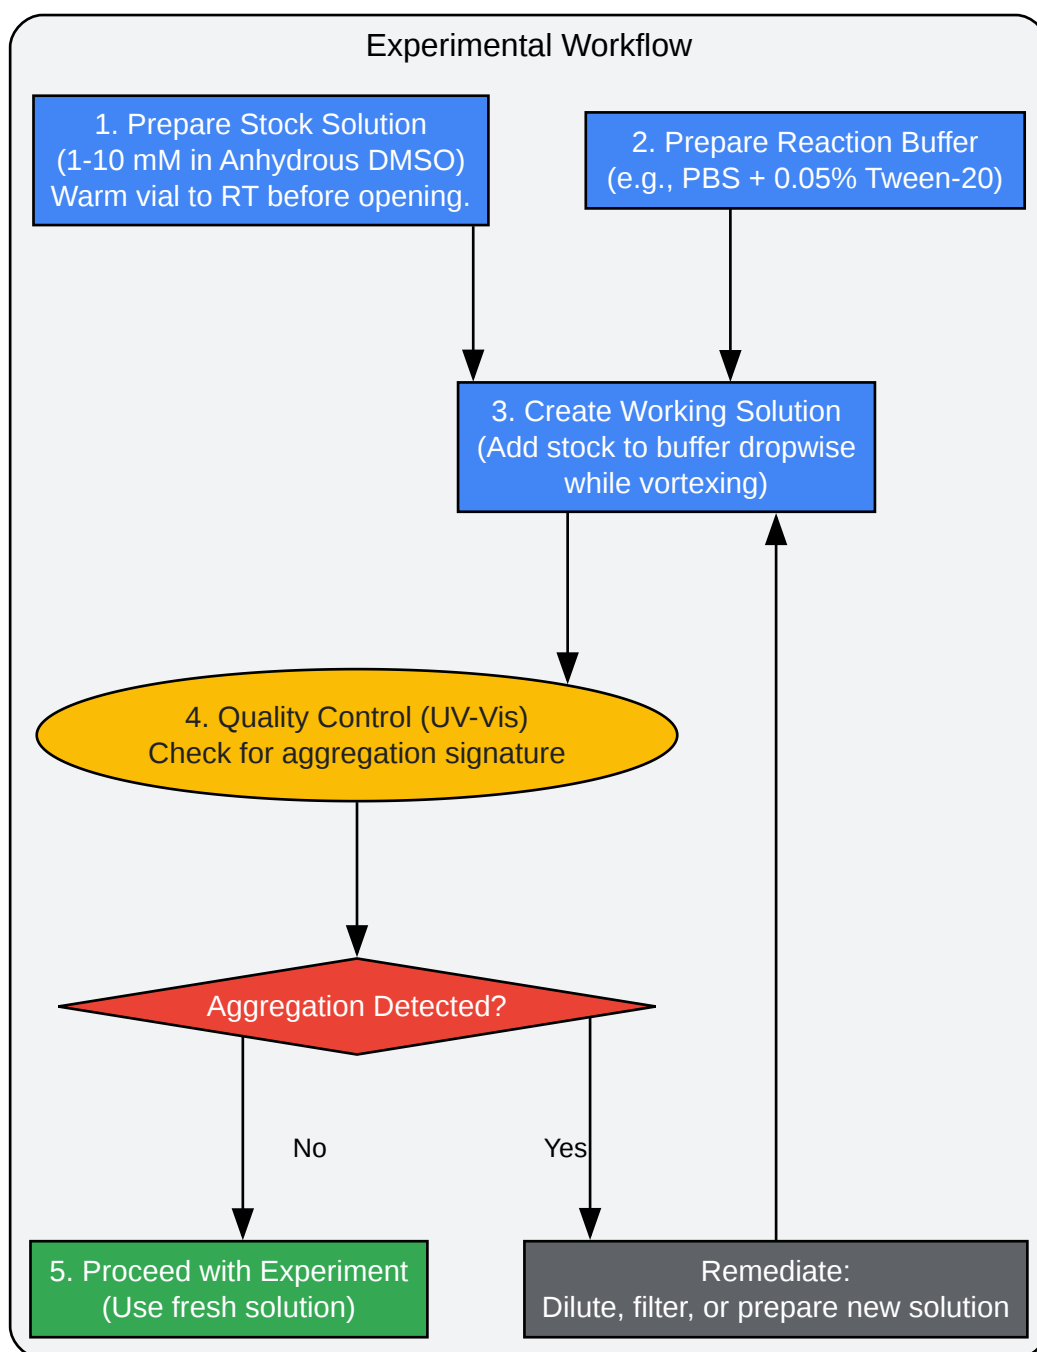 Experimental Workflow
1. Prepare Stock Solution
(1-10 mM in Anhydrous DMSO)
Warm vial to RT before opening.
2. Prepare Reaction Buffer
(e.g., PBS + 0.05% Tween-20)
3. Create Working Solution
(Add stock to buffer dropwise
while vortexing)
4. Quality Control (UV-Vis)
Check for aggregation signature
Aggregation Detected?
No
Yes
5. Proceed with Experiment
(Use fresh solution)
Remediate:
Dilute, filter, or prepare new solution